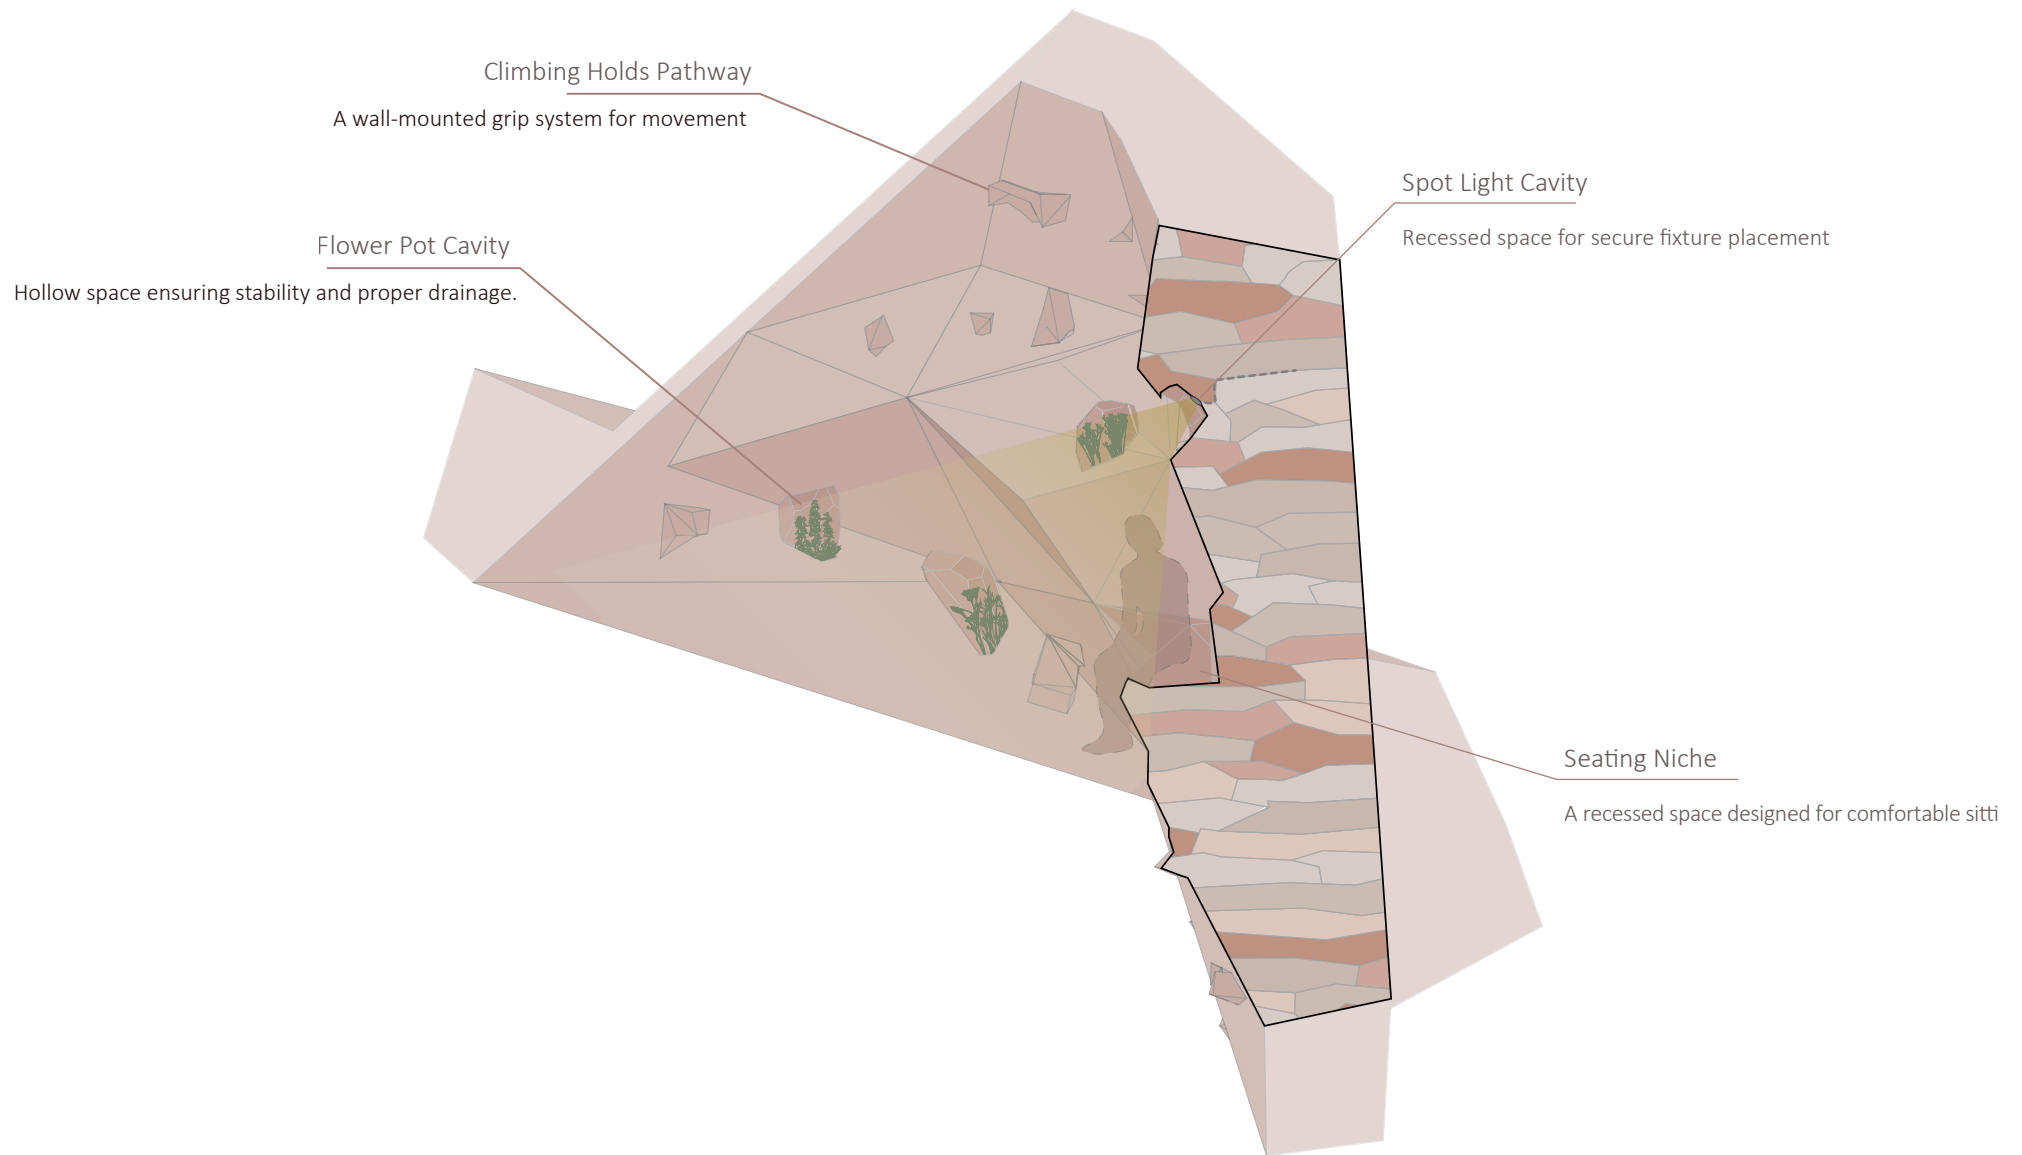 Climbing Holds Pathway
A wall-mounted grip system for movement
Spot Light Cavity
Recessed space for secure fixture placement
Flower Pot Cavity
Hollow space ensuring stability and proper drainage.
Seating Niche
A recessed space designed for comfortable sitti